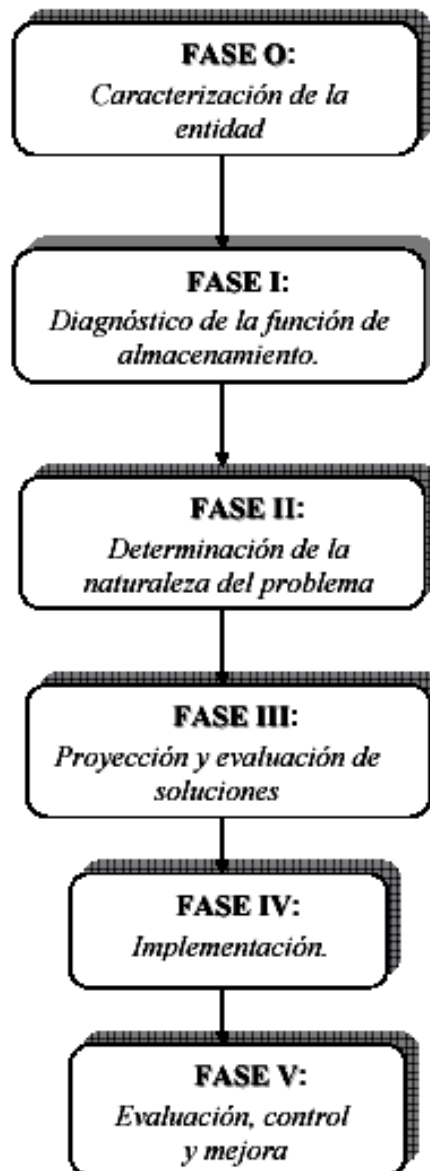 FASE O:
Caracterización de la
entidad
FASE I:
Diagnóstico de la función de
almacenamiento.
FASE II:
Determinación de la
naturaleza del problema
FASE III:
Proyección y evaluación de
soluciones
FASE IV:
Implementación.
FASE V:
Evaluación, control
y mejora